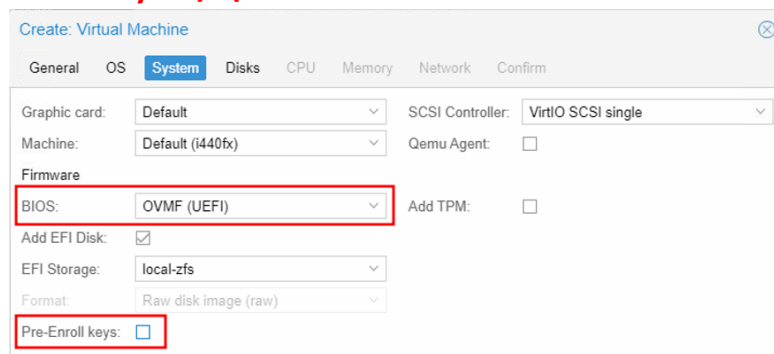 Create: Virtual Machine
General OS System Disks CPU Memory Network Confirm
Graphic card: Default SCSI Controller: VirtIO SCSI single
Machine: Default (i440fx) Qemu Agent:
Firmware
BIOS: OVMF (UEFI) Add TPM:
Add EFI Disk:
EFI Storage: local-zfs
Format: Raw disk image (raw)
Pre-Enroll keys: